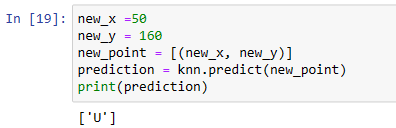 In [19]: new_x =50
new_y = 160
new_point = [(new_x, new_y)]
prediction = knn.predict(new_point)
print(prediction)
['U']